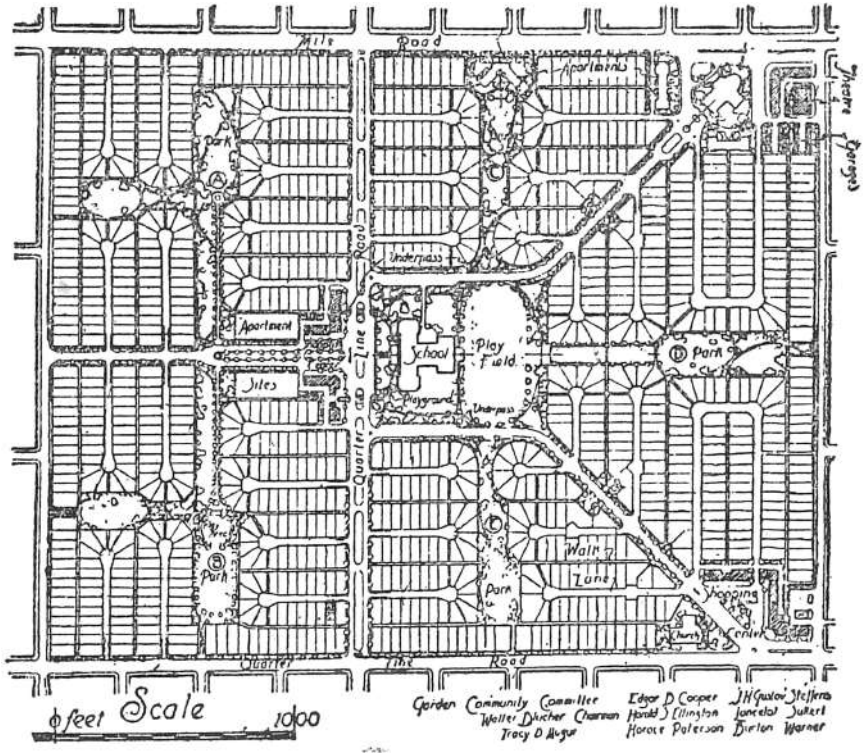 Mile Road
Apartments
Theatre
Garages
Park
A
C
Road
Underpass
Apartment
Line
School
Play
Field
D Park
Sites
Playground
Underpass
Quarter
B
Park
Park
Walk
Lane
Shopping
Center
Church
Quarter Line Road
Scale
0 feet 1000
Garden Community Committee
Walter Blucher Chairman
Tracy D Augur
Edgar D Cooper
Harold S Ellington
Horace Paterson
J H Gustav Steffens
Lancelot Sukert
Burton Warner